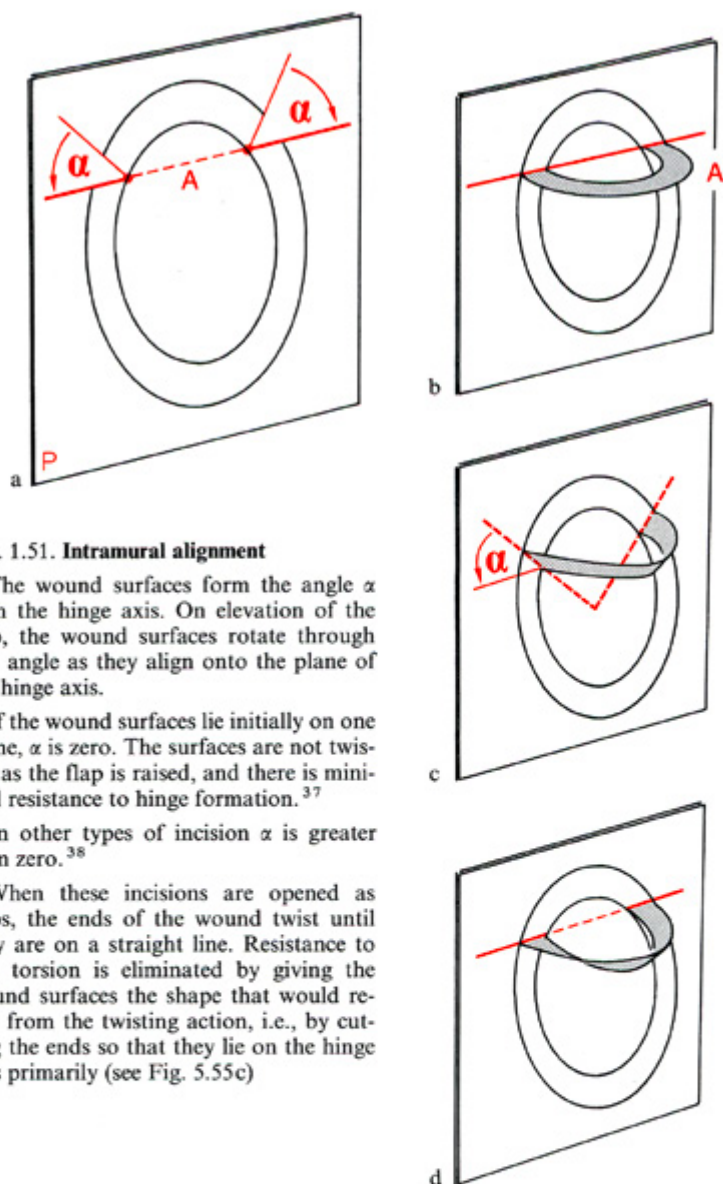 α
α
A
P
a
A
b
α
c
d
. 1.51. Intramural alignment
The wound surfaces form the angle α
n the hinge axis. On elevation of the
, the wound surfaces rotate through
angle as they align onto the plane of
hinge axis.
f the wound surfaces lie initially on one
ne, α is zero. The surfaces are not twis-
as the flap is raised, and there is mini-
l resistance to hinge formation.37
n other types of incision α is greater
n zero.38
When these incisions are opened as
s, the ends of the wound twist until
y are on a straight line. Resistance to
torsion is eliminated by giving the
und surfaces the shape that would re-
from the twisting action, i.e., by cut-
g the ends so that they lie on the hinge
s primarily (see Fig. 5.55c)